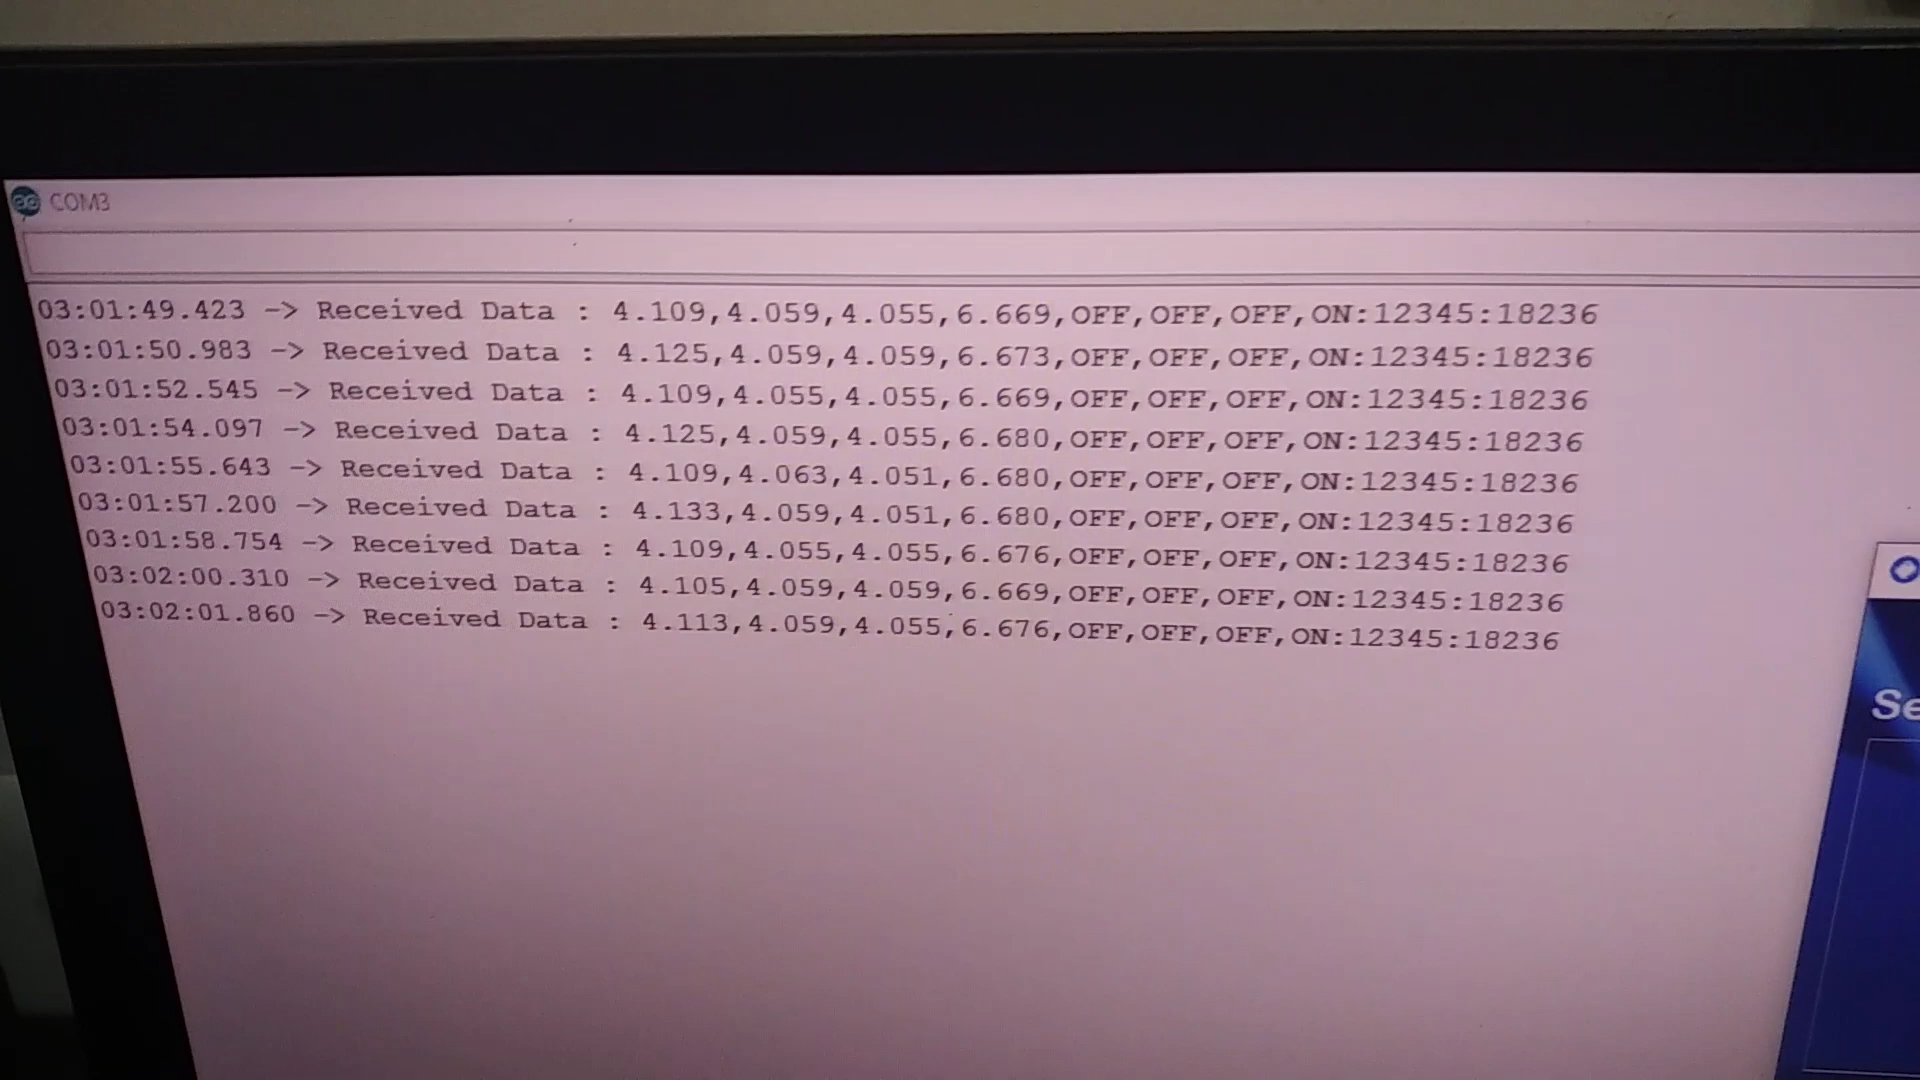 COM3
03:01:49.423 -> Received Data : 4.109,4.059,4.055,6.669,OFF,OFF,OFF,ON:12345:18236
03:01:50.983 -> Received Data : 4.125,4.059,4.059,6.673,OFF,OFF,OFF,ON:12345:18236
03:01:52.545 -> Received Data : 4.109,4.055,4.055,6.669,OFF,OFF,OFF,ON:12345:18236
03:01:54.097 -> Received Data : 4.125,4.059,4.055,6.680,OFF,OFF,OFF,ON:12345:18236
03:01:55.643 -> Received Data : 4.109,4.063,4.051,6.680,OFF,OFF,OFF,ON:12345:18236
03:01:57.200 -> Received Data : 4.133,4.059,4.051,6.680,OFF,OFF,OFF,ON:12345:18236
03:01:58.754 -> Received Data : 4.109,4.055,4.055,6.676,OFF,OFF,OFF,ON:12345:18236
03:02:00.310 -> Received Data : 4.105,4.059,4.059,6.669,OFF,OFF,OFF,ON:12345:18236
03:02:01.860 -> Received Data : 4.113,4.059,4.055,6.676,OFF,OFF,OFF,ON:12345:18236
Se